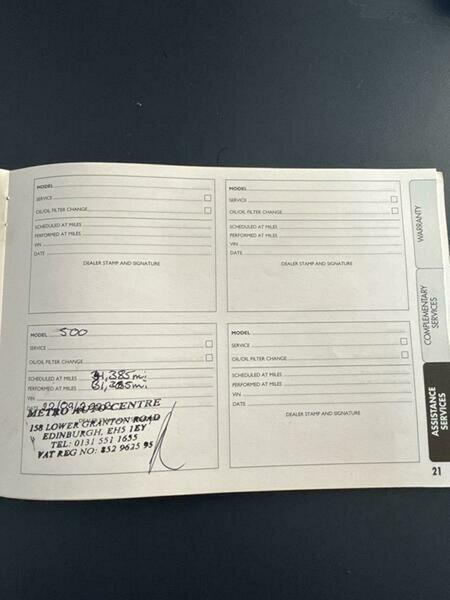 MODEL
SERVICE
OIL/OIL FILTER CHANGE
SCHEDULED AT MILES
PERFORMED AT MILES
VIN
DATE
DEALER STAMP AND SIGNATURE
MODEL
SERVICE
OIL/OIL FILTER CHANGE
SCHEDULED AT MILES
PERFORMED AT MILES
VIN
DATE
DEALER STAMP AND SIGNATURE
MODEL 500
SERVICE
OIL/OIL FILTER CHANGE
SCHEDULED AT MILES
PERFORMED AT MILES
VIN
METRO AUTO CENTRE
158 LOWER GRANTON ROAD
EDINBURGH, EH5 1EY
TEL: 0131 551 1655
VAT REG NO: 852 9625 95
MODEL
SERVICE
OIL/OIL FILTER CHANGE
SCHEDULED AT MILES
PERFORMED AT MILES
VIN
DATE
DEALER STAMP AND SIGNATURE
WARRANTY
COMPLEMENTARY
SERVICES
ASSISTANCE
SERVICES
21